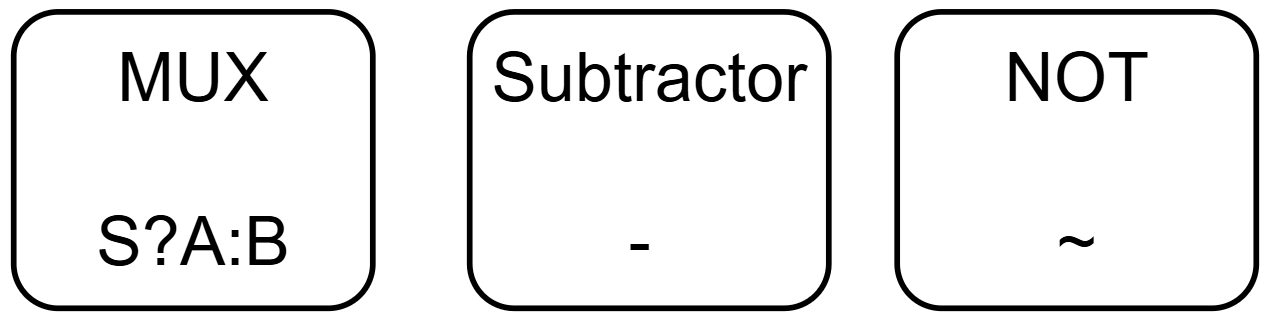 MUX
S?A:B
Subtractor
-
NOT
~